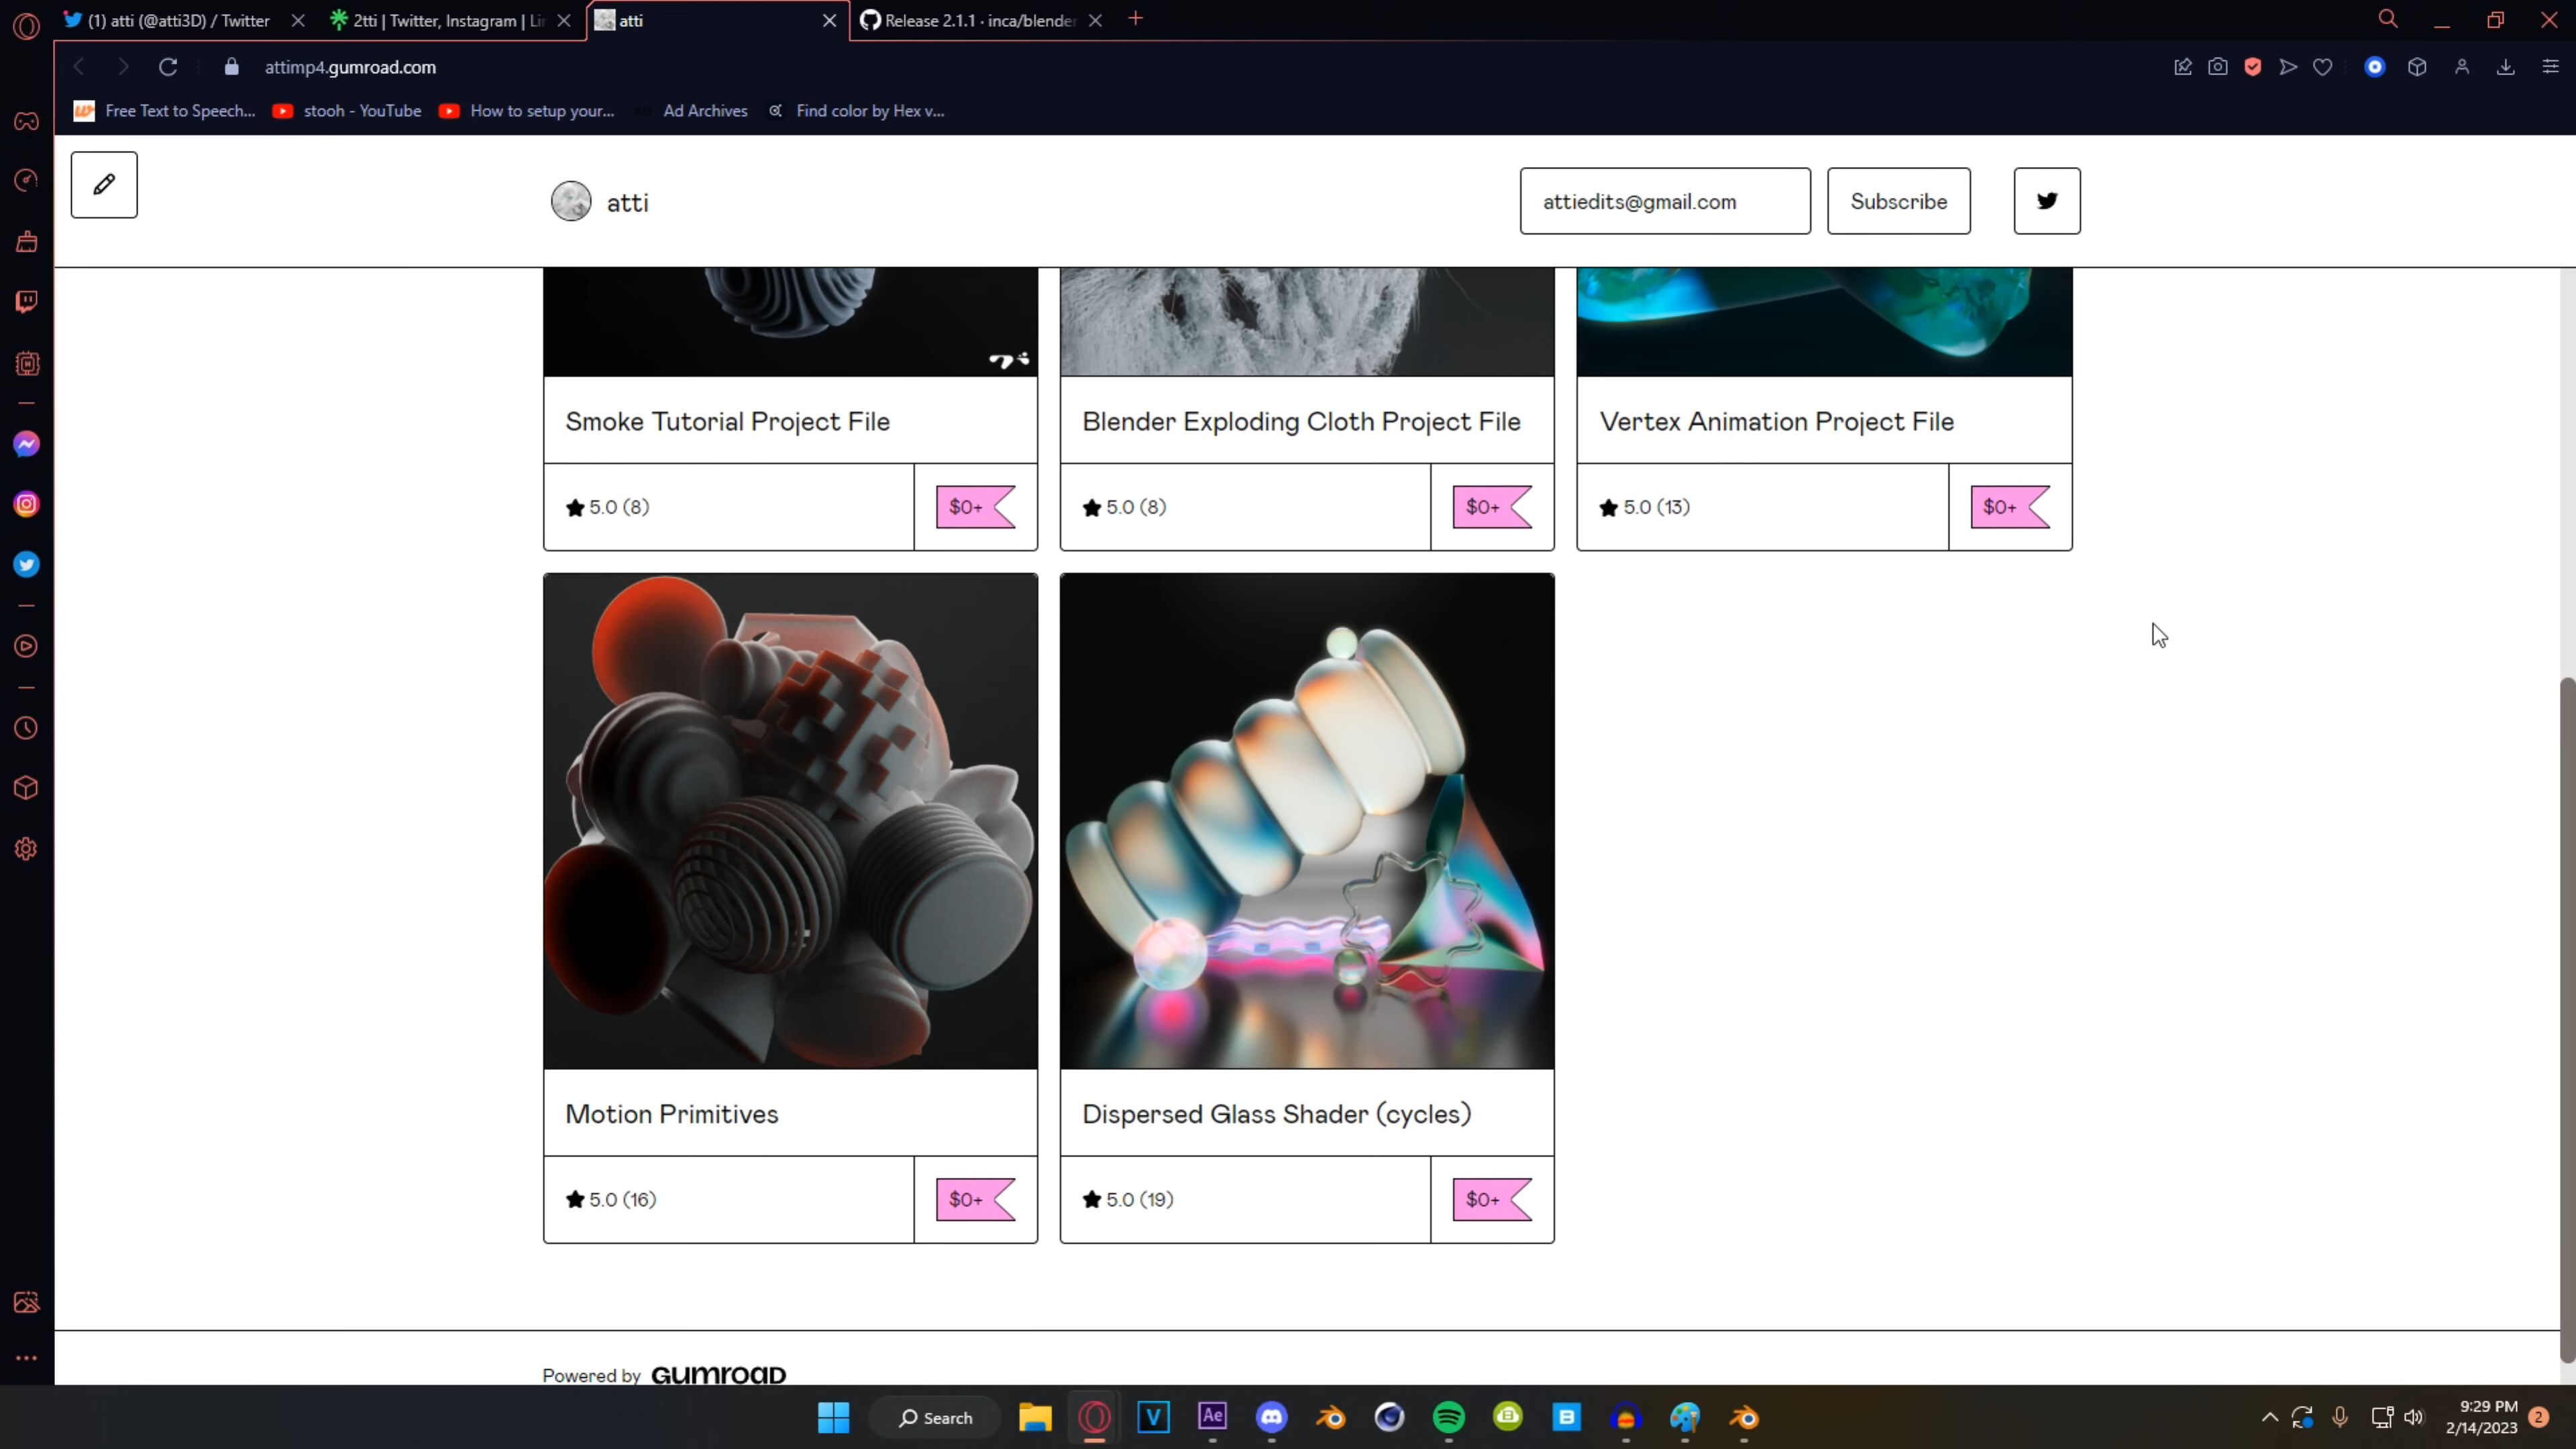 (1) atti (@atti3D) / Twitter
2tti | Twitter, Instagram | Lin
atti
Release 2.1.1 · inca/blender
attimp4.gumroad.com
Free Text to Speech...
stooh - YouTube
How to setup your...
Ad Archives
Find color by Hex v...
atti
attiedits@gmail.com
Subscribe
Smoke Tutorial Project File
Blender Exploding Cloth Project File
Vertex Animation Project File
5.0 (8)
$0+
5.0 (8)
$0+
5.0 (13)
$0+
Motion Primitives
Dispersed Glass Shader (cycles)
5.0 (16)
$0+
5.0 (19)
$0+
Powered by GUMROAD
Search
V
Ae
B
9:29 PM
2/14/2023
2